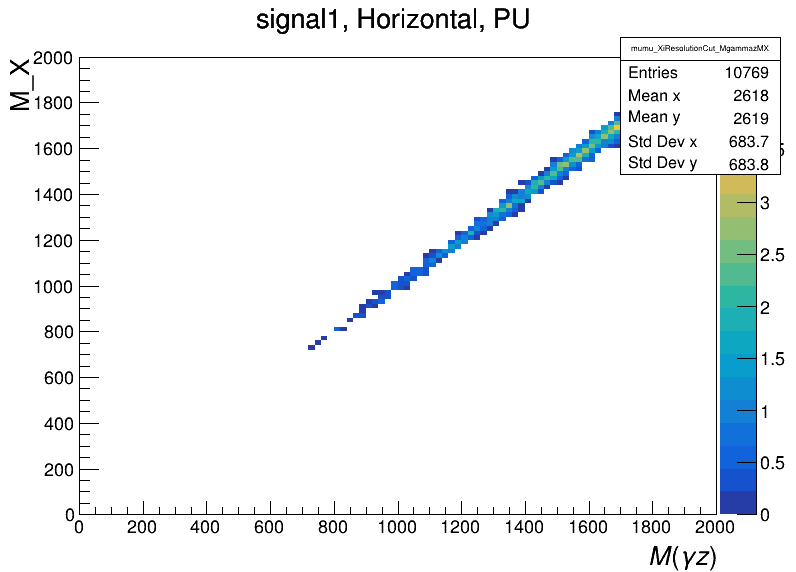 signal1, Horizontal, PU
mumu_XiResolutionCut_MgammazMX
Entries 10769
Mean x 2618
Mean y 2619
Std Dev x 683.7
Std Dev y 683.8
M_X
2000
1800
1600
1400
1200
1000
800
600
400
200
0
5
3
2.5
2
1.5
1
0.5
0
0 200 400 600 800 1000 1200 1400 1600 1800 2000
M(γz)